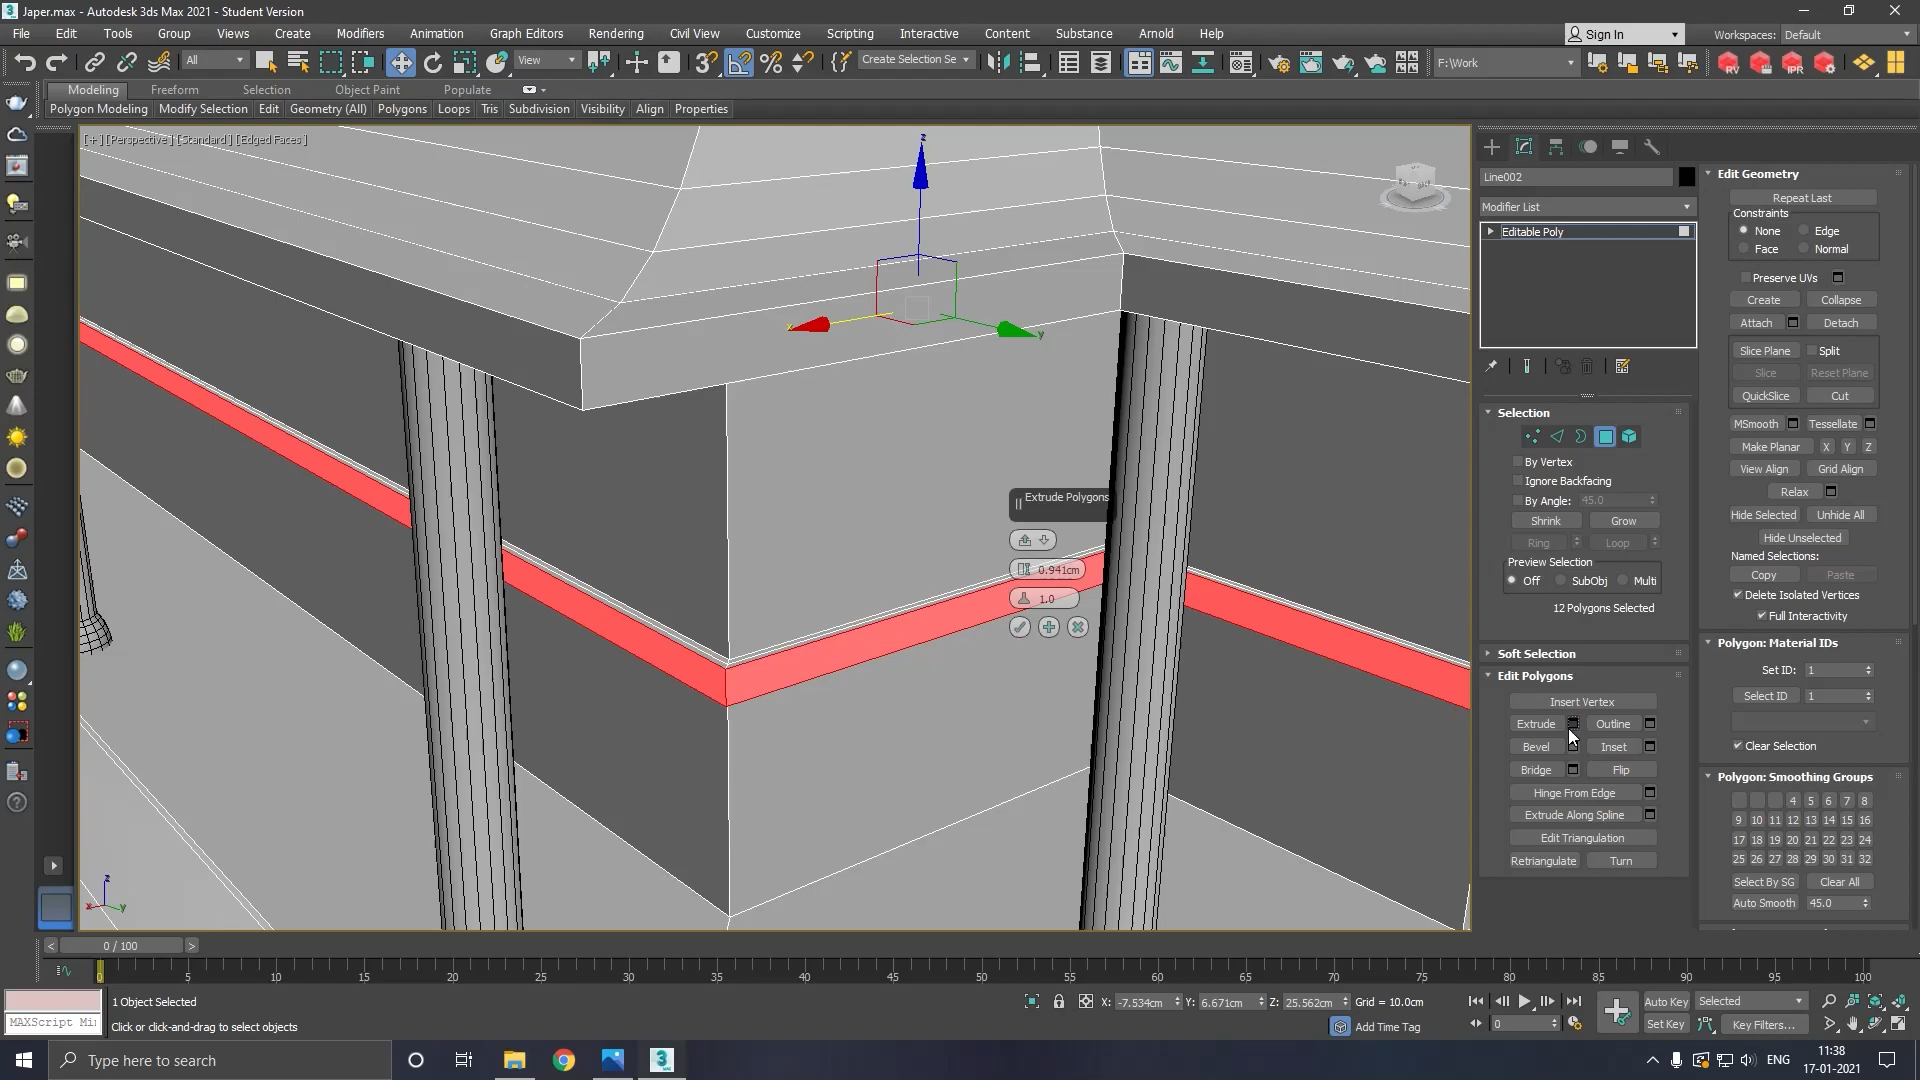 Japer.max - Autodesk 3ds Max 2021 - Student Version
File Edit Tools Group Views Create Modifiers Animation Graph Editors Rendering Civil View Customize Scripting Interactive Content Substance Arnold Help
Sign In
Workspaces: Default
All
View
Create Selection Se
F:\Work
RV
IPR
Modeling Freeform Selection Object Paint Populate
Polygon Modeling Modify Selection Edit Geometry (All) Polygons Loops Tris Subdivision Visibility Align Properties
[+] [Perspective] [Standard] [Edged Faces]
z
x
y
Extrude Polygons
0.941cm
1.0
z
x
y
Line002
Modifier List
Editable Poly
Selection
By Vertex
Ignore Backfacing
By Angle: 45.0
Shrink Grow
Ring Loop
Preview Selection
Off SubObj Multi
12 Polygons Selected
Soft Selection
Edit Polygons
Insert Vertex
Extrude Outline
Bevel Inset
Bridge Flip
Hinge From Edge
Extrude Along Spline
Edit Triangulation
Retriangulate Turn
Edit Geometry
Repeat Last
Constraints
None Edge
Face Normal
Preserve UVs
Create Collapse
Attach Detach
Slice Plane Split
Slice Reset Plane
QuickSlice Cut
MSmooth Tessellate
Make Planar X Y Z
View Align Grid Align
Relax
Hide Selected Unhide All
Hide Unselected
Named Selections:
Copy Paste
Delete Isolated Vertices
Full Interactivity
Polygon: Material IDs
Set ID: 1
Select ID 1
Clear Selection
Polygon: Smoothing Groups
4 5 6 7 8
9 10 11 12 13 14 15 16
17 18 19 20 21 22 23 24
25 26 27 28 29 30 31 32
Select By SG Clear All
Auto Smooth 45.0
< 0 / 100 >
0 5 10 15 20 25 30 35 40 45 50 55 60 65 70 75 80 85 90 95 100
1 Object Selected
X: -7.534cm Y: 6.671cm Z: 25.562cm Grid = 10.0cm
Auto Key Selected
MAXScript Mi
Click or click-and-drag to select objects
Add Time Tag
0
Set Key Key Filters...
Type here to search
ENG
11:38
17-01-2021